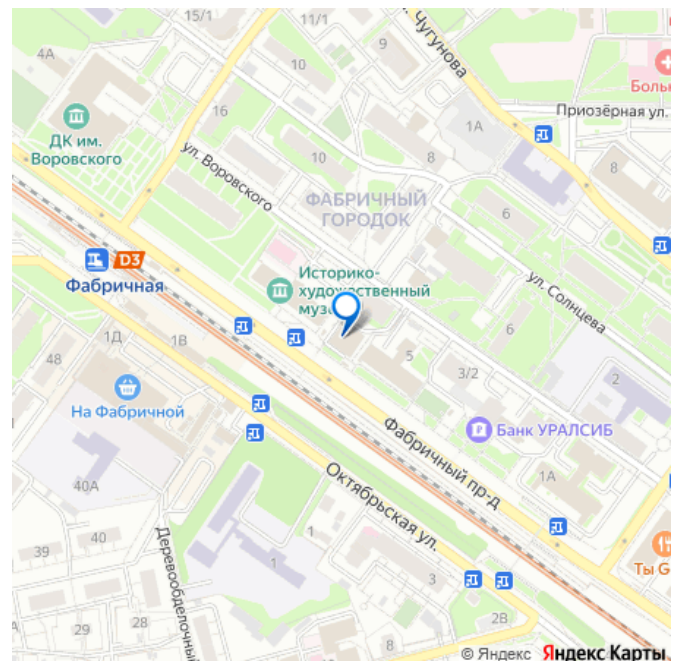 15/1
11/1
9
ул. Чугунова
4А
10
Боль
16
Приозёрная ул.
ДК им.
Воровского
1А
ул. Воровского
10
8
8
ФАБРИЧНЫЙ
ГОРОДОК
6
D3
Фабричная
Историко-
художественный
муз
ул. Солнцева
1Д
1В
6
5
48
3/2
2
На Фабричной
Банк УРАЛСИБ
Фабричный пр-д
1А
40А
Октябрьская ул.
39
40
1
Деревообделочный
1
3
Ты G
29
28
2В
8
© Яндекс Яндекс Карты